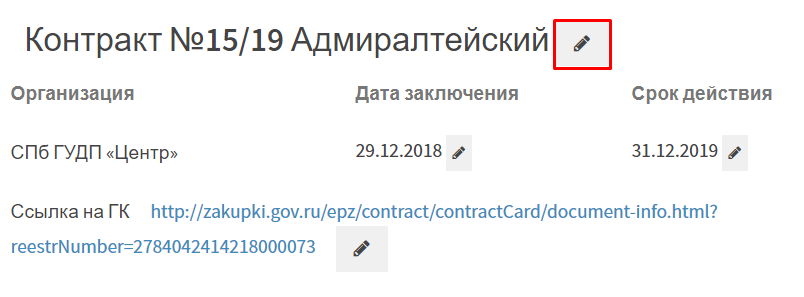 Контракт №15/19 Адмиралтейский
Организация Дата заключения Срок действия
СПб ГУДП «Центр» 29.12.2018 31.12.2019
Ссылка на ГК http://zakupki.gov.ru/epz/contract/contractCard/document-info.html?
reestrNumber=2784042414218000073